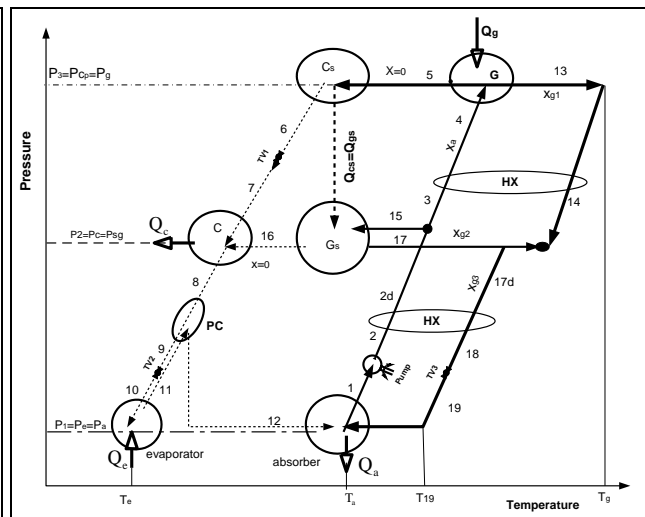 Qg
P3=PCp=Pg
Cs
X=0
5
G
13
xg1
6
4
TV1
Xa
Qcs=Qgs
7
3
HX
14
Pressure
Qc
15
P2=Pc=Psg
C
16
Gs
17
xg2
x=0
2d
xg3
17d
8
HX
PC
2
18
9
TV2
Pump
TV3
10
11
1
19
P1=Pe=Pa
12
Qe
evaporator
absorber
Qa
Te
Ta
T19
Temperature
Tg